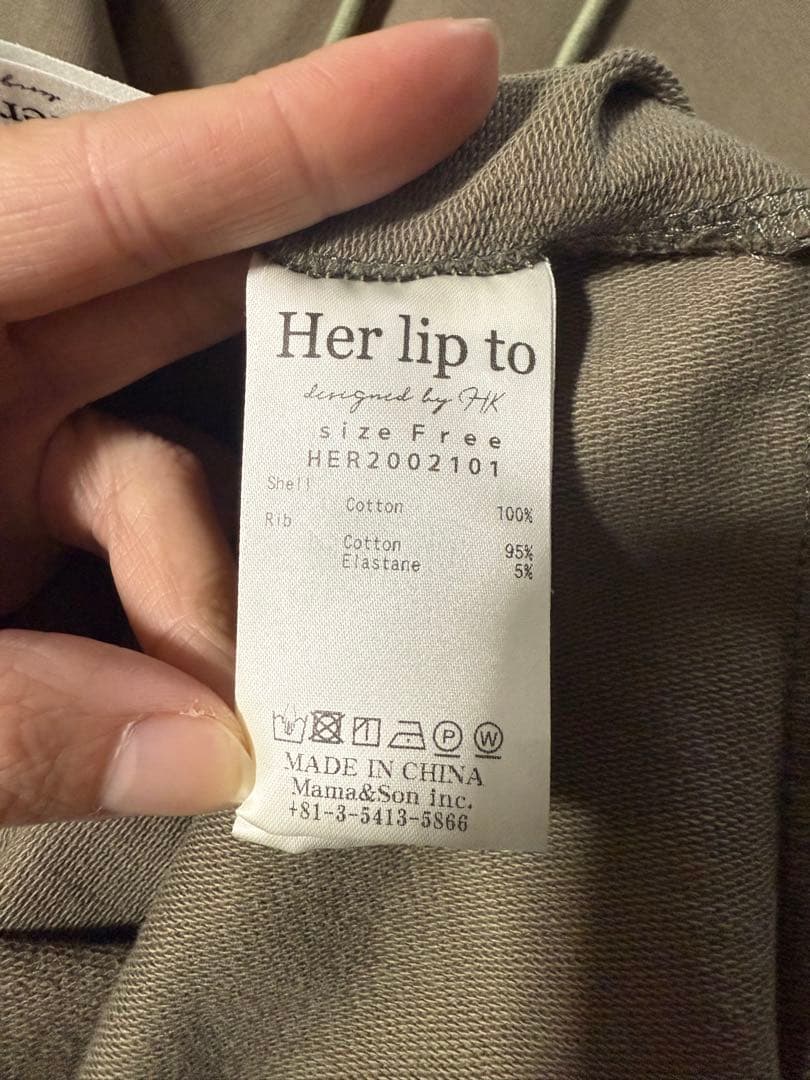 Her lip to
designed by HK
size Free
HER2002101
Shell
Cotton 100%
Rib
Cotton 95%
Elastane 5%
P W
MADE IN CHINA
Mama&Son inc.
+81-3-5413-5866